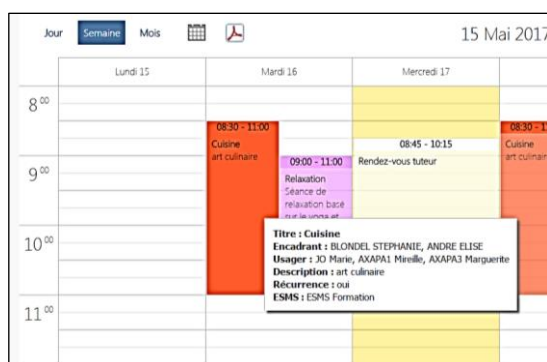 Jour Semaine Mois 15 Mai 2017
Lundi 15 Mardi 16 Mercredi 17
8 00
08:30 - 11:00 08:30 - 1
Cuisine Cuisine
art culinaire art culinaire
08:45 - 10:15
9 00
09:00 - 11:00 Rendez-vous tuteur
Relaxation
Séance de
relaxation basé
sur le yoga et
10 00
Titre : Cuisine
Encadrant : BLONDEL STEPHANIE, ANDRE ELISE
Usager : JO Marie, AXAPA1 Mireille, AXAPA3 Marguerite
Description : art culinaire
Récurrence : oui
ESMS : ESMS Formation
11 00